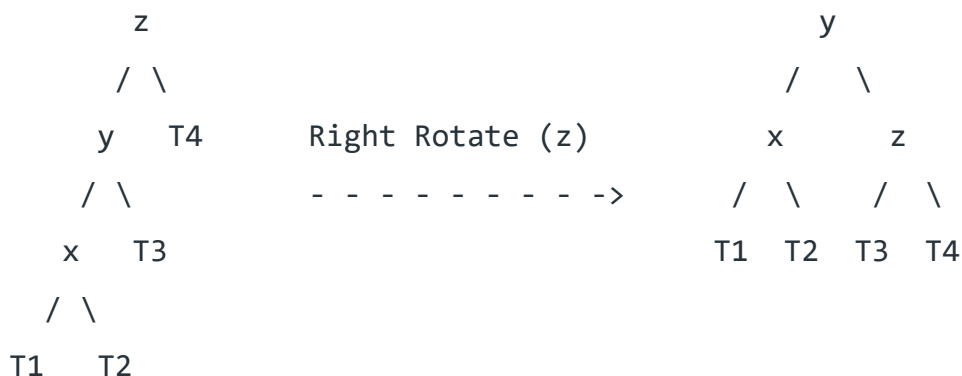 z y
/ \ / \
y T4 Right Rotate (z) x z
/ \ - - - - - - - - -> / \ / \
x T3 T1 T2 T3 T4
/ \
T1 T2